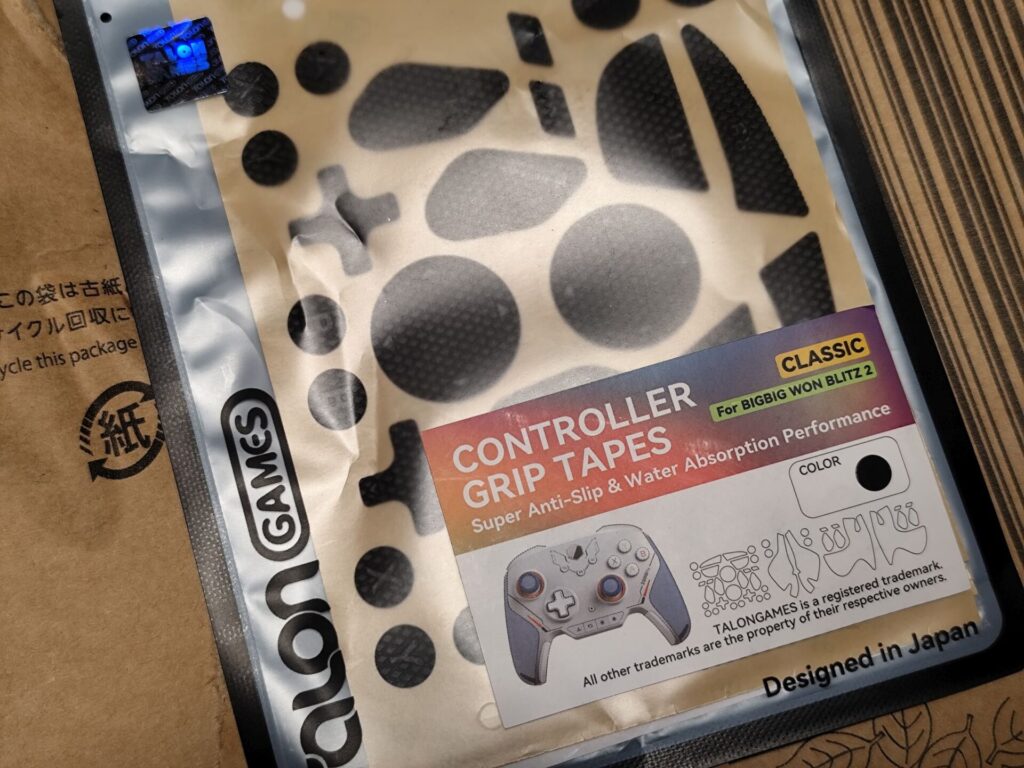 この袋は古紙
サイクル回収に
cycle this package
紙
TALON GAMES
CONTROLLER
GRIP TAPES
CLASSIC
For BIGBIG WON BLITZ 2
Super Anti-Slip & Water Absorption Performance
COLOR
TALONGAMES is a registered trademark.
All other trademarks are the property of their respective owners.
Designed in Japan